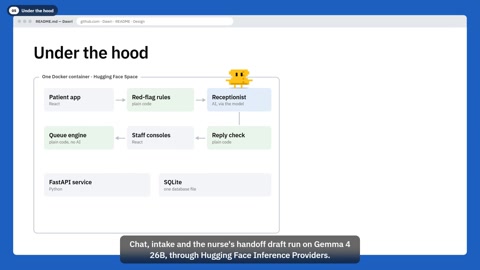 Under the hood
README.md — Dawrl
github.com · Dawrl · README · Design
Under the hood
One Docker container · Hugging Face Space
Patient app
React
Red-flag rules
plain code
Receptionist
AI, via the model
Queue engine
plain code, no AI
Staff consoles
React
Reply check
plain code
FastAPI service
Python
SQLite
one database file
Chat, intake and the nurse's handoff draft run on Gemma 4
26B, through Hugging Face Inference Providers.